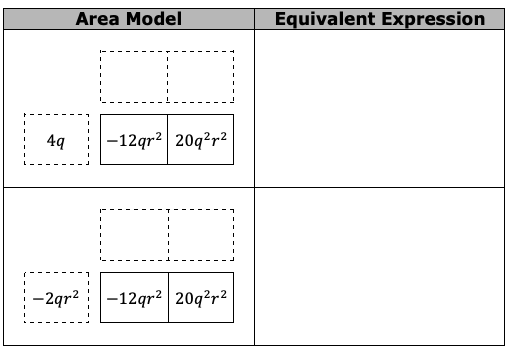 Area Model Equivalent Expression
4q −12qr² 20q²r²
−2qr² −12qr² 20q²r²